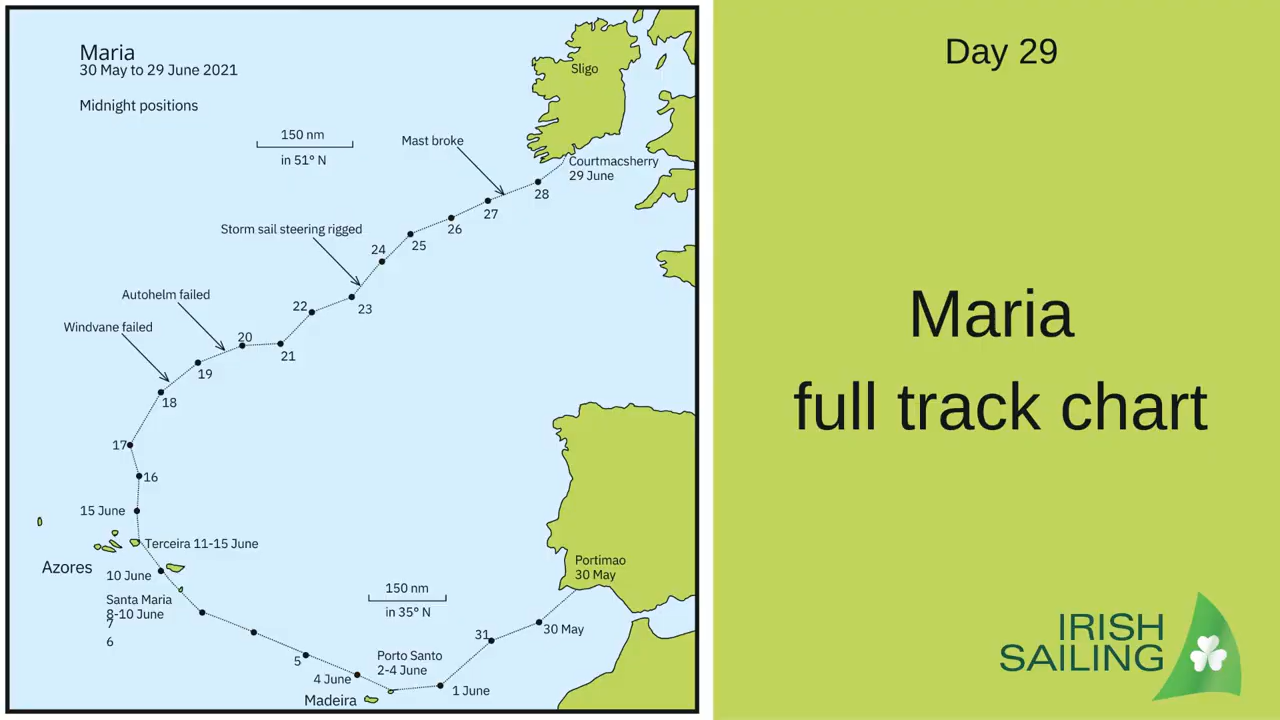 Maria
30 May to 29 June 2021
Midnight positions
Sligo
150 nm
in 51° N
Mast broke
Courtmacsherry
29 June
28
27
26
Storm sail steering rigged
25
24
23
22
Autohelm failed
Windvane failed
21
20
19
18
17
16
15 June
Terceira 11-15 June
Azores
10 June
Santa Maria
8-10 June
7
6
Portimao
30 May
150 nm
in 35° N
30 May
31
5
Porto Santo
2-4 June
4 June
1 June
Madeira
Day 29
Maria
full track chart
IRISH
SAILING